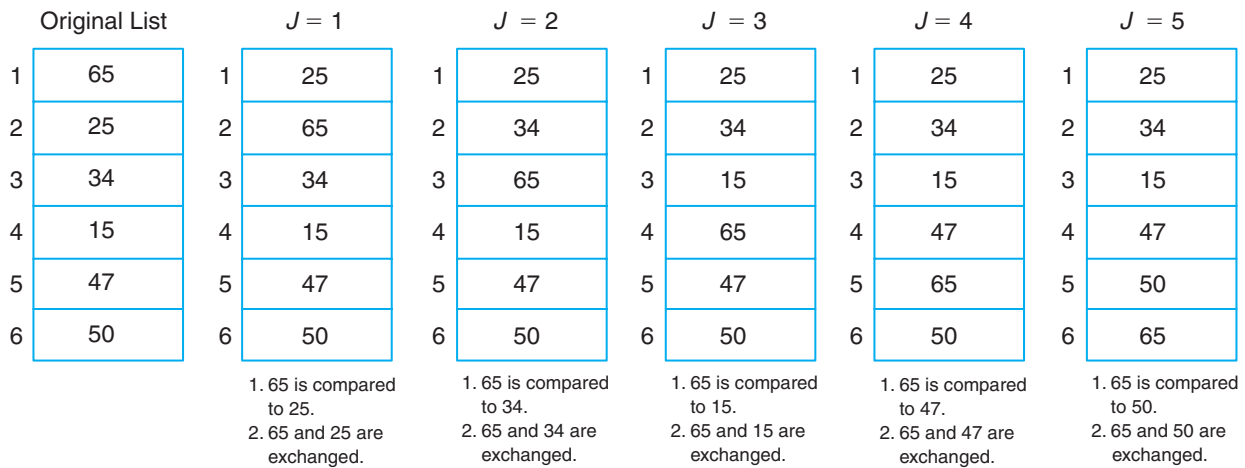 Original List J = 1 J = 2 J = 3 J = 4 J = 5
1 65 1 25 1 25 1 25 1 25 1 25
2 25 2 65 2 34 2 34 2 34 2 34
3 34 3 34 3 65 3 15 3 15 3 15
4 15 4 15 4 15 4 65 4 47 4 47
5 47 5 47 5 47 5 47 5 65 5 50
6 50 6 50 6 50 6 50 6 50 6 65
1. 65 is compared
to 25.
2. 65 and 25 are
exchanged.
1. 65 is compared
to 34.
2. 65 and 34 are
exchanged.
1. 65 is compared
to 15.
2. 65 and 15 are
exchanged.
1. 65 is compared
to 47.
2. 65 and 47 are
exchanged.
1. 65 is compared
to 50.
2. 65 and 50 are
exchanged.